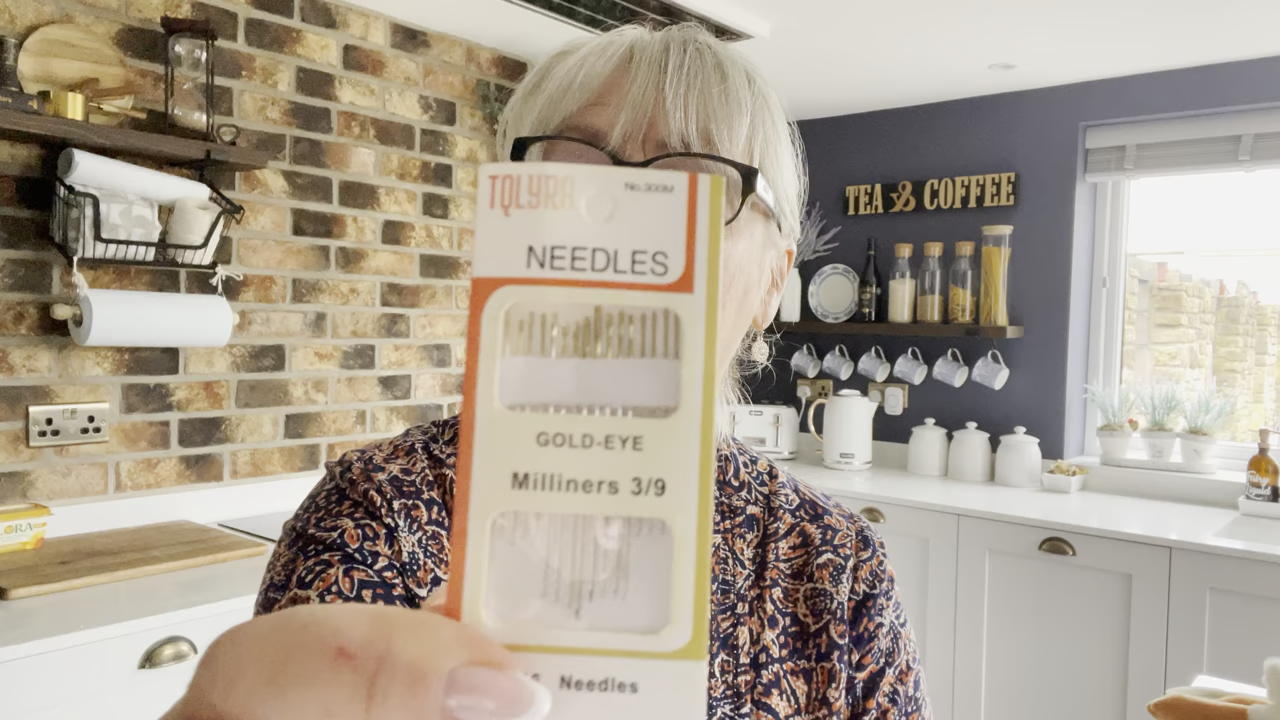 TQLYRA
No.300M
NEEDLES
GOLD-EYE
Milliners 3/9
Needles
TEA & COFFEE